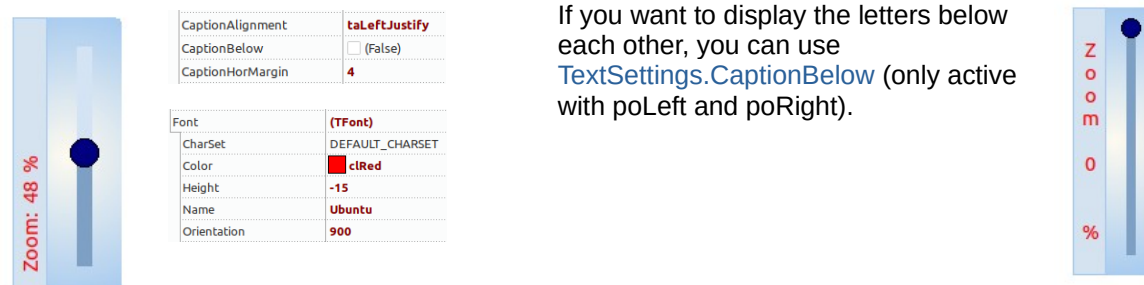 Zoom: 48 %
CaptionAlignment taLeftJustify
CaptionBelow (False)
CaptionHorMargin 4
Font (TFont)
CharSet DEFAULT_CHARSET
Color clRed
Height -15
Name Ubuntu
Orientation 900
If you want to display the letters below
each other, you can use
TextSettings.CaptionBelow (only active
with poLeft and poRight).
Z
o
o
m
0
%